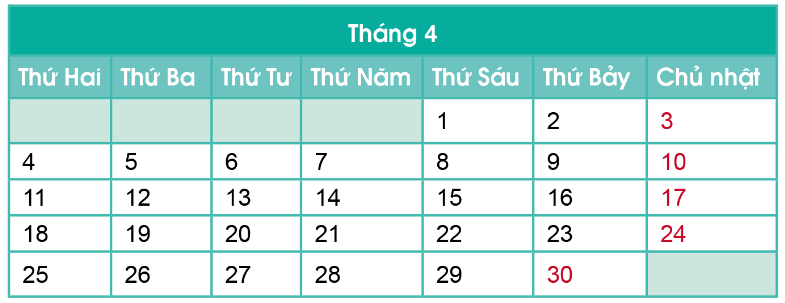 Tháng 4
Thứ Hai Thứ Ba Thứ Tư Thứ Năm Thứ Sáu Thứ Bảy Chủ nhật
1 2 3
4 5 6 7 8 9 10
11 12 13 14 15 16 17
18 19 20 21 22 23 24
25 26 27 28 29 30